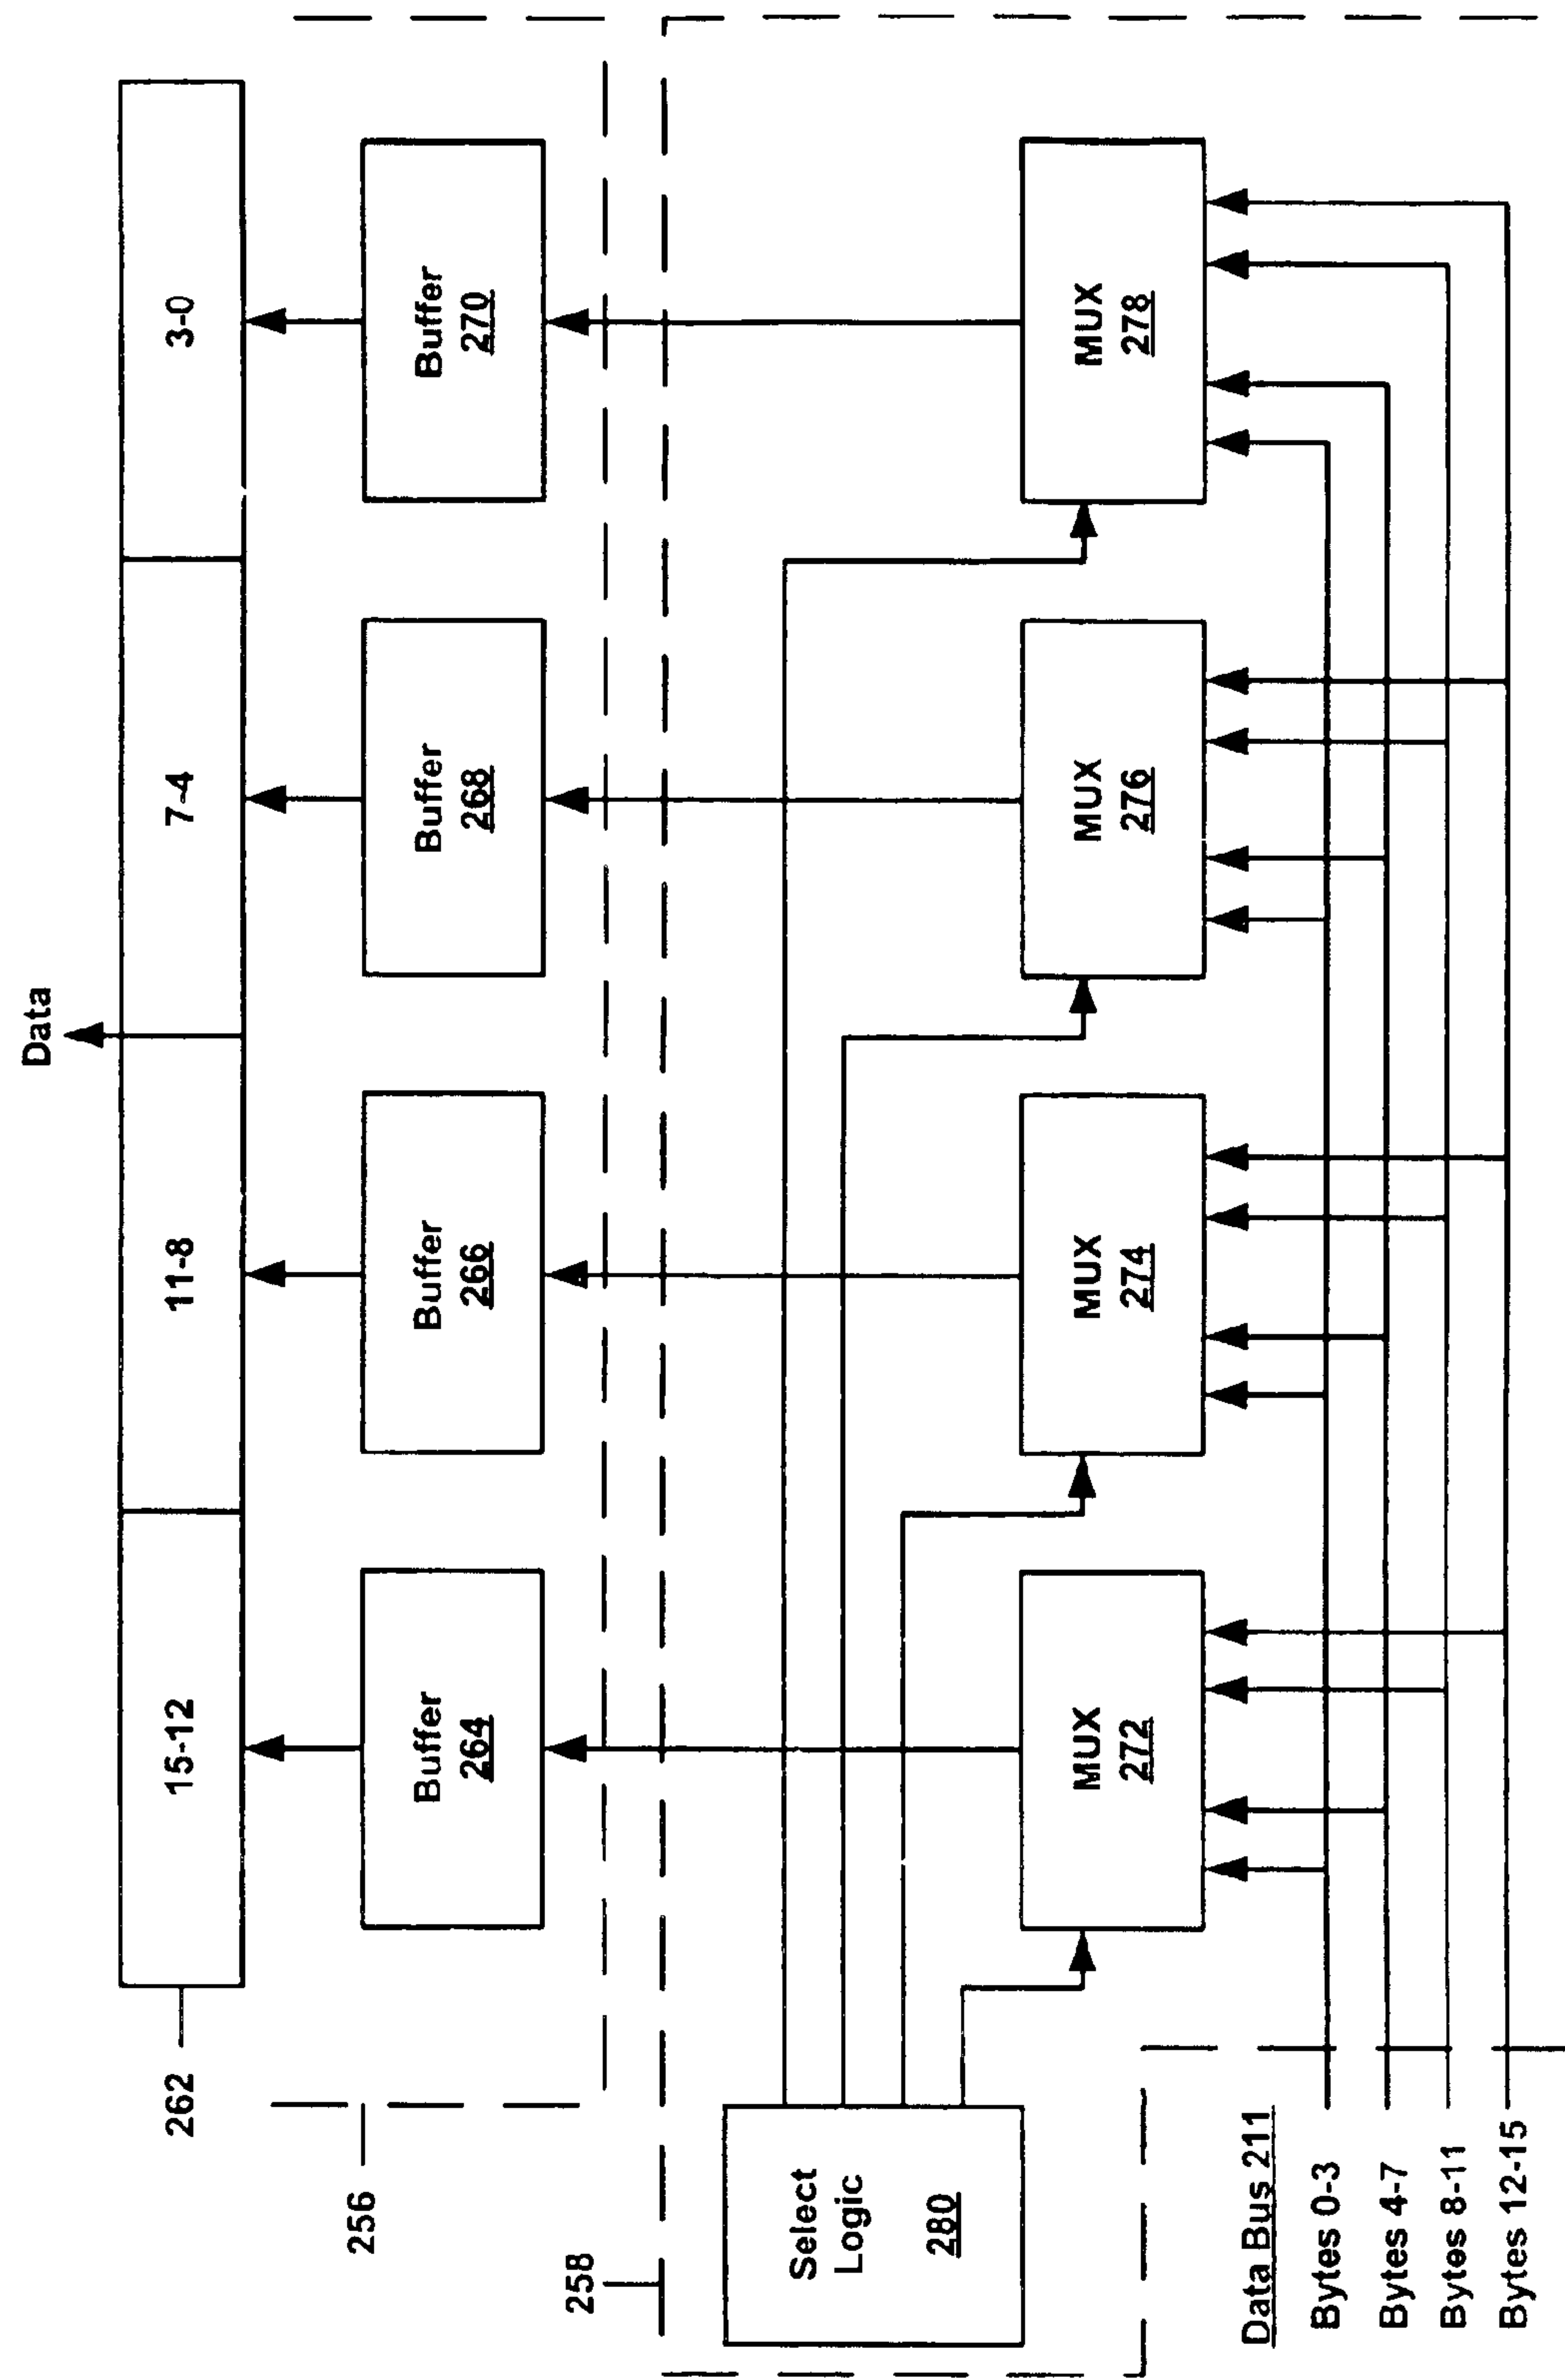 Data
262
15-12
11-8
7-4
3-0
256
Buffer
264
Buffer
266
Buffer
268
Buffer
270
258
Select
Logic
280
MUX
272
MUX
274
MUX
276
MUX
278
Data Bus 211
Bytes 0-3
Bytes 4-7
Bytes 8-11
Bytes 12-15